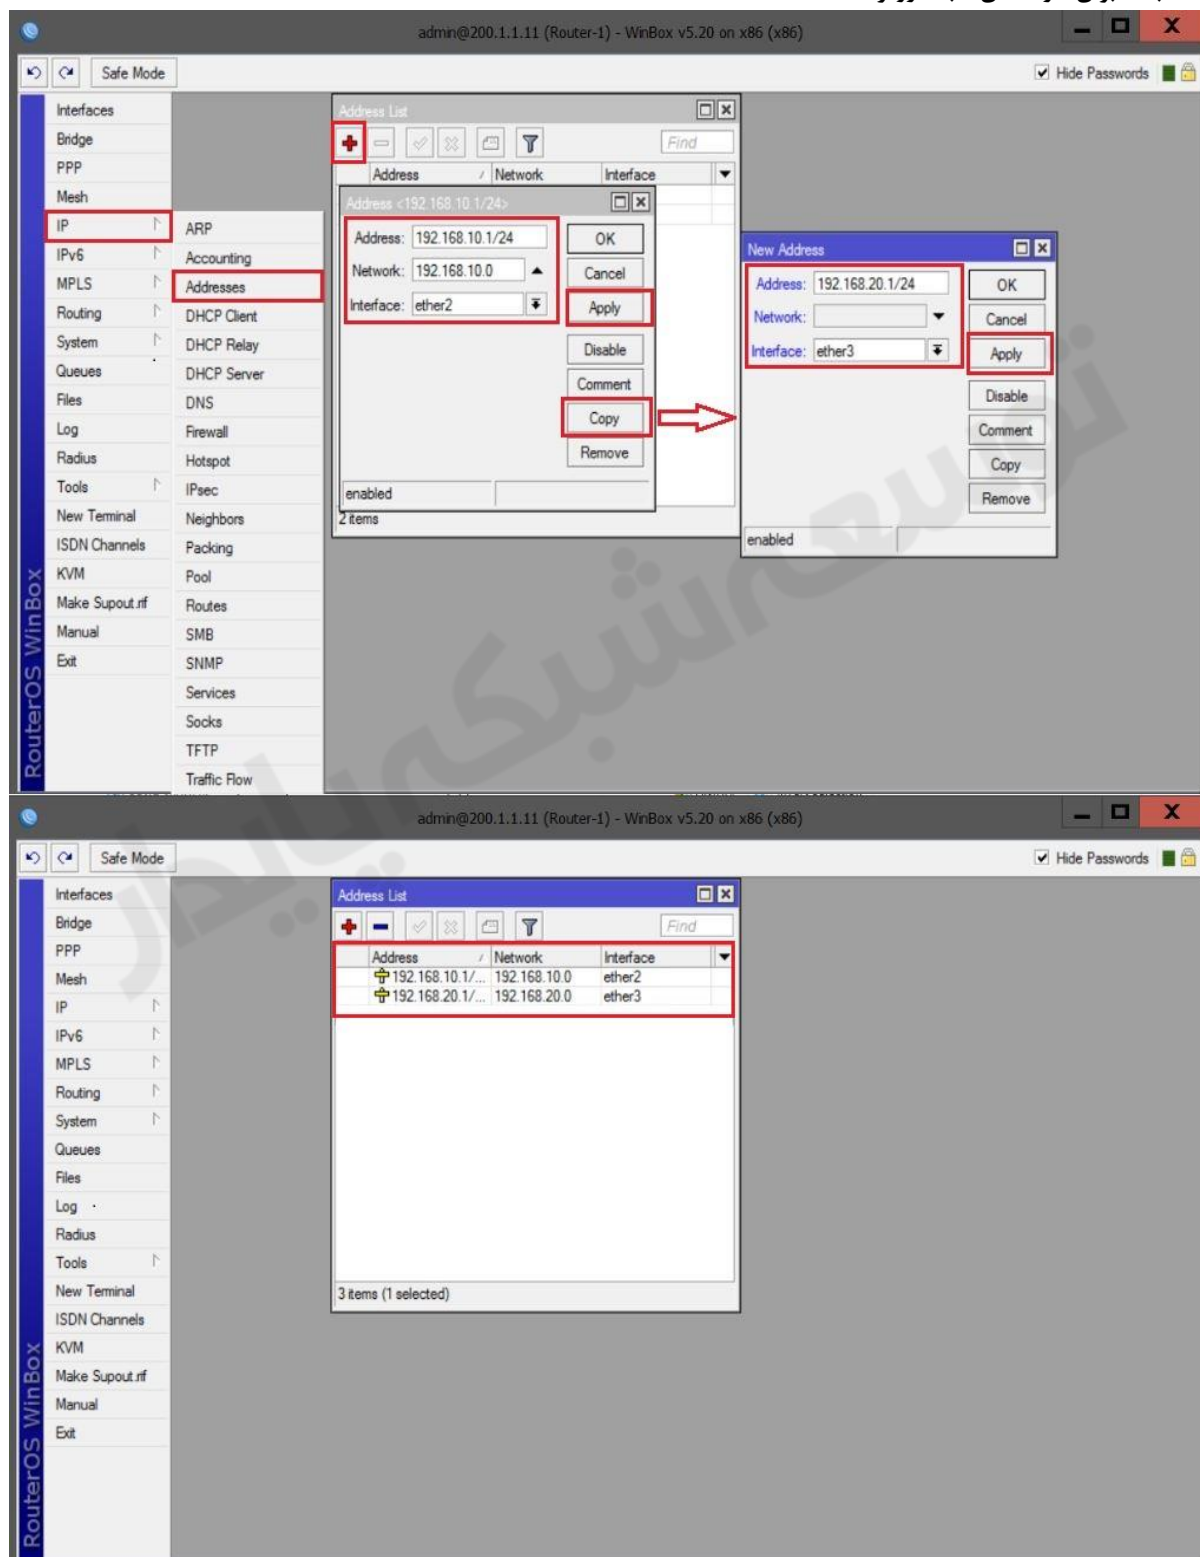 admin@200.1.1.11 (Router-1) - WinBox v5.20 on x86 (x86)
Safe Mode
Hide Passwords
Interfaces
Bridge
PPP
Mesh
IP
IPv6
MPLS
Routing
System
Queues
Files
Log
Radius
Tools
New Terminal
ISDN Channels
KVM
Make Supout.rif
Manual
Exit
RouterOS WinBox
ARP
Accounting
Addresses
DHCP Client
DHCP Relay
DHCP Server
DNS
Firewall
Hotspot
IPsec
Neighbors
Packing
Pool
Routes
SMB
SNMP
Services
Socks
TFTP
Traffic Flow
Address List
Find
Address / Network Interface
Address <192.168.10.1/24>
Address: 192.168.10.1/24
Network: 192.168.10.0
Interface: ether2
OK
Cancel
Apply
Disable
Comment
Copy
Remove
enabled
2 items
New Address
Address: 192.168.20.1/24
Network:
Interface: ether3
OK
Cancel
Apply
Disable
Comment
Copy
Remove
enabled
توسعه شبکه پایدار
admin@200.1.1.11 (Router-1) - WinBox v5.20 on x86 (x86)
Safe Mode
Hide Passwords
Interfaces
Bridge
PPP
Mesh
IP
IPv6
MPLS
Routing
System
Queues
Files
Log
Radius
Tools
New Terminal
ISDN Channels
KVM
Make Supout.rif
Manual
Exit
RouterOS WinBox
Address List
Find
Address / Network Interface
192.168.10.1/... 192.168.10.0 ether2
192.168.20.1/... 192.168.20.0 ether3
3 items (1 selected)